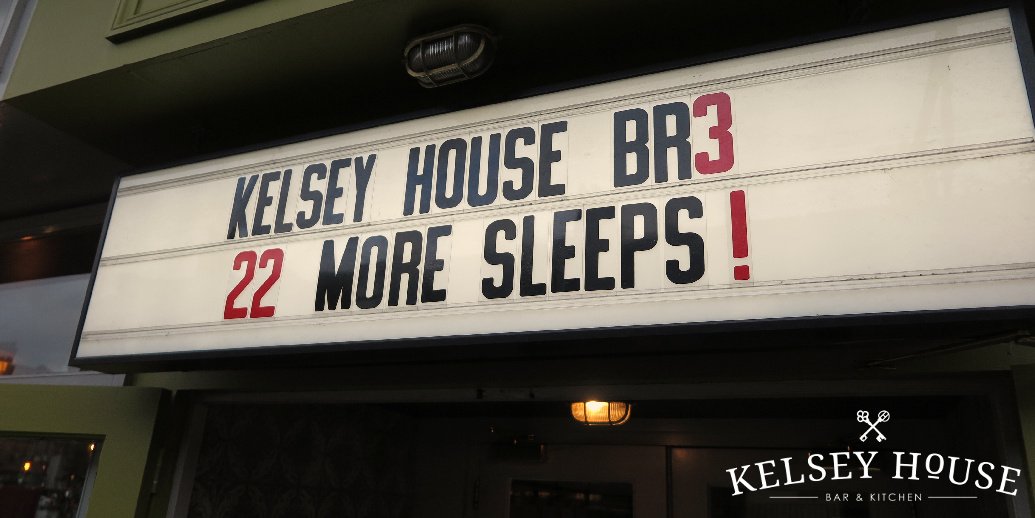 KELSEY HOUSE BR3
22 MORE SLEEPS!
KELSEY HOUSE
BAR & KITCHEN